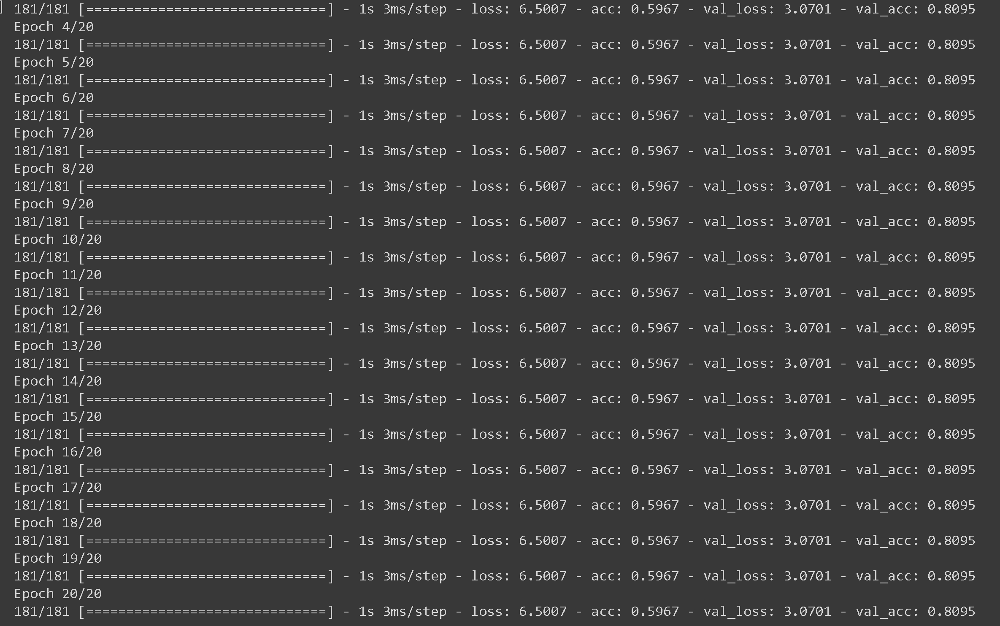 ] 181/181 [==============================] - 1s 3ms/step - loss: 6.5007 - acc: 0.5967 - val_loss: 3.0701 - val_acc: 0.8095
Epoch 4/20
181/181 [==============================] - 1s 3ms/step - loss: 6.5007 - acc: 0.5967 - val_loss: 3.0701 - val_acc: 0.8095
Epoch 5/20
181/181 [==============================] - 1s 3ms/step - loss: 6.5007 - acc: 0.5967 - val_loss: 3.0701 - val_acc: 0.8095
Epoch 6/20
181/181 [==============================] - 1s 3ms/step - loss: 6.5007 - acc: 0.5967 - val_loss: 3.0701 - val_acc: 0.8095
Epoch 7/20
181/181 [==============================] - 1s 3ms/step - loss: 6.5007 - acc: 0.5967 - val_loss: 3.0701 - val_acc: 0.8095
Epoch 8/20
181/181 [==============================] - 1s 3ms/step - loss: 6.5007 - acc: 0.5967 - val_loss: 3.0701 - val_acc: 0.8095
Epoch 9/20
181/181 [==============================] - 1s 3ms/step - loss: 6.5007 - acc: 0.5967 - val_loss: 3.0701 - val_acc: 0.8095
Epoch 10/20
181/181 [==============================] - 1s 3ms/step - loss: 6.5007 - acc: 0.5967 - val_loss: 3.0701 - val_acc: 0.8095
Epoch 11/20
181/181 [==============================] - 1s 3ms/step - loss: 6.5007 - acc: 0.5967 - val_loss: 3.0701 - val_acc: 0.8095
Epoch 12/20
181/181 [==============================] - 1s 3ms/step - loss: 6.5007 - acc: 0.5967 - val_loss: 3.0701 - val_acc: 0.8095
Epoch 13/20
181/181 [==============================] - 1s 3ms/step - loss: 6.5007 - acc: 0.5967 - val_loss: 3.0701 - val_acc: 0.8095
Epoch 14/20
181/181 [==============================] - 1s 3ms/step - loss: 6.5007 - acc: 0.5967 - val_loss: 3.0701 - val_acc: 0.8095
Epoch 15/20
181/181 [==============================] - 1s 3ms/step - loss: 6.5007 - acc: 0.5967 - val_loss: 3.0701 - val_acc: 0.8095
Epoch 16/20
181/181 [==============================] - 1s 3ms/step - loss: 6.5007 - acc: 0.5967 - val_loss: 3.0701 - val_acc: 0.8095
Epoch 17/20
181/181 [==============================] - 1s 3ms/step - loss: 6.5007 - acc: 0.5967 - val_loss: 3.0701 - val_acc: 0.8095
Epoch 18/20
181/181 [==============================] - 1s 3ms/step - loss: 6.5007 - acc: 0.5967 - val_loss: 3.0701 - val_acc: 0.8095
Epoch 19/20
181/181 [==============================] - 1s 3ms/step - loss: 6.5007 - acc: 0.5967 - val_loss: 3.0701 - val_acc: 0.8095
Epoch 20/20
181/181 [==============================] - 1s 3ms/step - loss: 6.5007 - acc: 0.5967 - val_loss: 3.0701 - val_acc: 0.8095